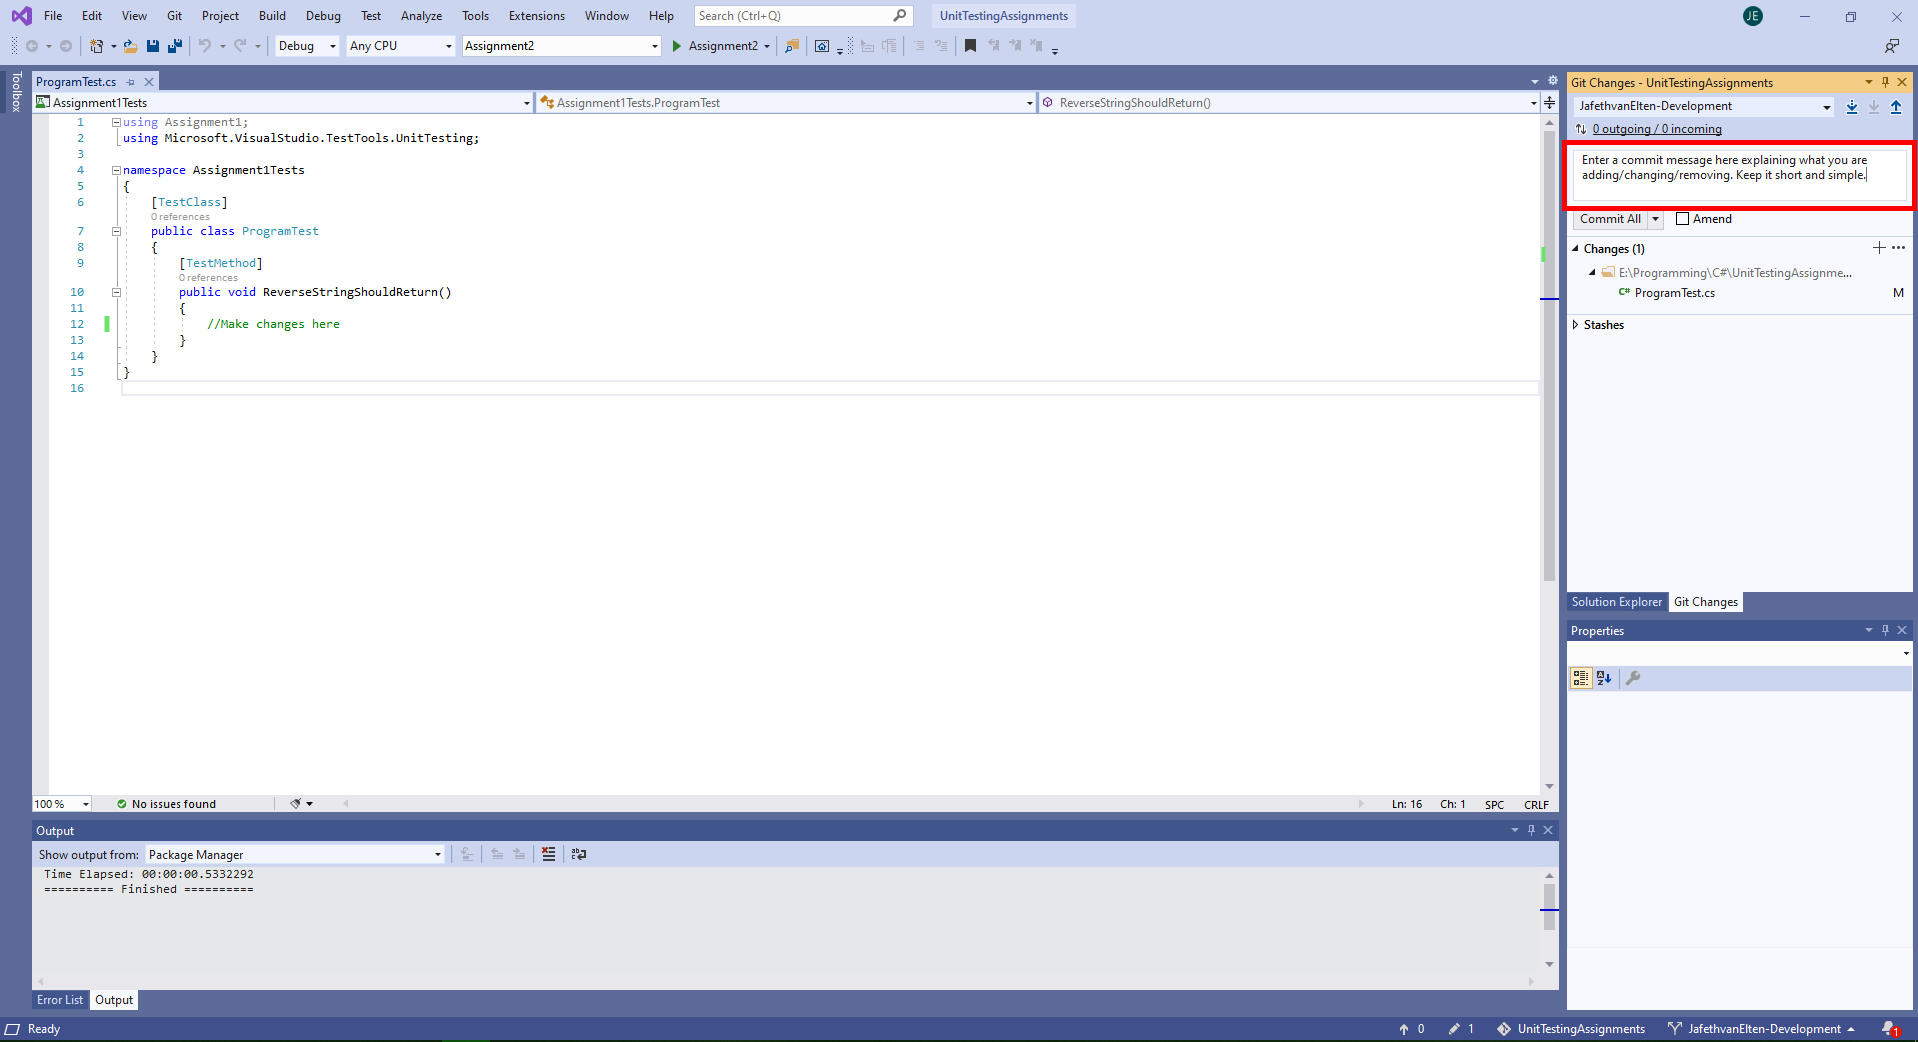 File Edit View Git Project Build Debug Test Analyze Tools Extensions Window Help Search (Ctrl+Q) UnitTestingAssignments JE
Debug Any CPU Assignment2 Assignment2
Toolbox
ProgramTest.cs
Assignment1Tests Assignment1Tests.ProgramTest ReverseStringShouldReturn()
1 using Assignment1;
2 using Microsoft.VisualStudio.TestTools.UnitTesting;
3
4 namespace Assignment1Tests
5 {
6 [TestClass]
0 references
7 public class ProgramTest
8 {
9 [TestMethod]
0 references
10 public void ReverseStringShouldReturn()
11 {
12 //Make changes here
13 }
14 }
15 }
16
100 % No issues found Ln: 16 Ch: 1 SPC CRLF
Output
Show output from: Package Manager
Time Elapsed: 00:00:00.5332292
========== Finished ==========
Error List Output
Git Changes - UnitTestingAssignments
JafethvanElten-Development
0 outgoing / 0 incoming
Enter a commit message here explaining what you are
adding/changing/removing. Keep it short and simple.
Commit All Amend
Changes (1)
E:\Programming\C#\UnitTestingAssignme...
C# ProgramTest.cs M
Stashes
Solution Explorer Git Changes
Properties
Ready 0 1 UnitTestingAssignments JafethvanElten-Development 1